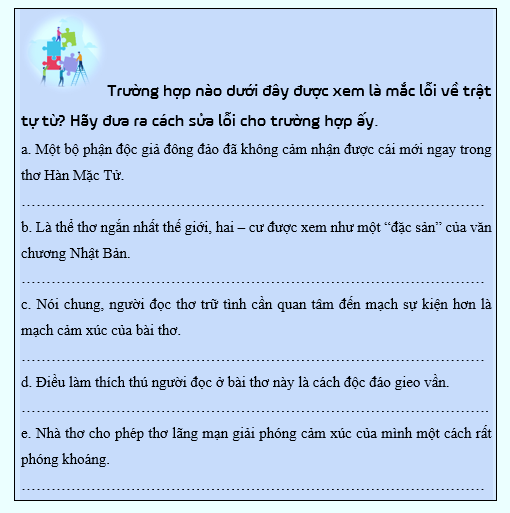 Trường hợp nào dưới đây được xem là mắc lỗi về trật
tự từ? Hãy đưa ra cách sửa lỗi cho trường hợp ấy.
a. Một bộ phận độc giả đông đảo đã không cảm nhận được cái mới ngay trong
thơ Hàn Mặc Tử.
………………………………………………………………………………
b. Là thể thơ ngắn nhất thế giới, hai – cư được xem như một “đặc sản” của văn
chương Nhật Bản.
………………………………………………………………………………
c. Nói chung, người đọc thơ trữ tình cần quan tâm đến mạch sự kiện hơn là
mạch cảm xúc của bài thơ.
………………………………………………………………………………
d. Điều làm thích thú người đọc ở bài thơ này là cách độc đáo gieo vần.
………………………………………………………………………………
e. Nhà thơ cho phép thơ lãng mạn giải phóng cảm xúc của mình một cách rất
phóng khoáng.
………………………………………………………………………………